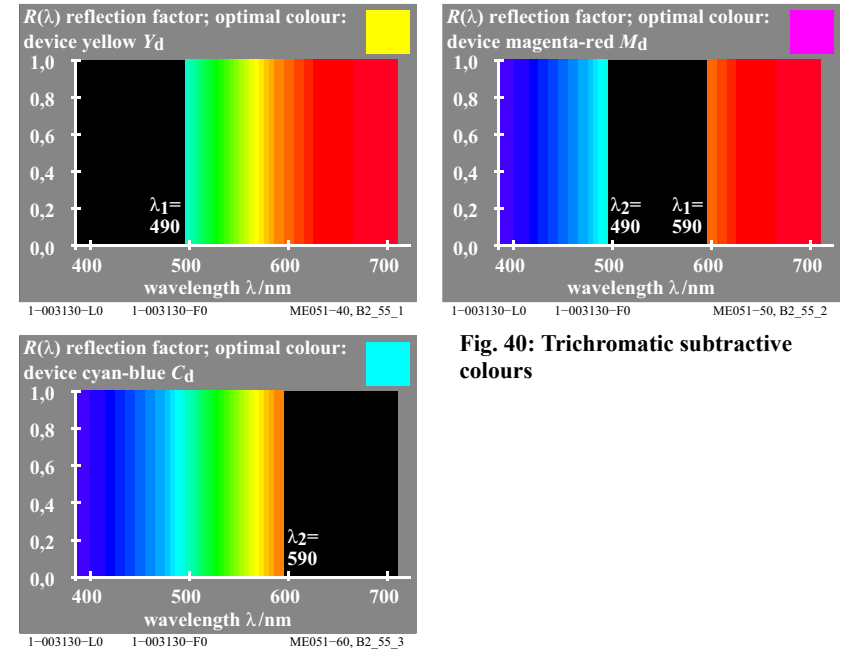 R(λ) reflection factor; optimal colour:
device yellow Yd
1,0
0,8
0,6
0,4
0,2
0,0
λ1=
490
400 500 600 700
wavelength λ/nm
1−003130−L0 1−003130−F0 ME051−40, B2_55_1
R(λ) reflection factor; optimal colour:
device magenta-red Md
1,0
0,8
0,6
0,4
0,2
0,0
λ2= λ1=
490 590
400 500 600 700
wavelength λ/nm
1−003130−L0 1−003130−F0 ME051−50, B2_55_2
R(λ) reflection factor; optimal colour:
device cyan-blue Cd
1,0
0,8
0,6
0,4
0,2
0,0
λ2=
590
400 500 600 700
wavelength λ/nm
1−003130−L0 1−003130−F0 ME051−60, B2_55_3
Fig. 40: Trichromatic subtractive
colours